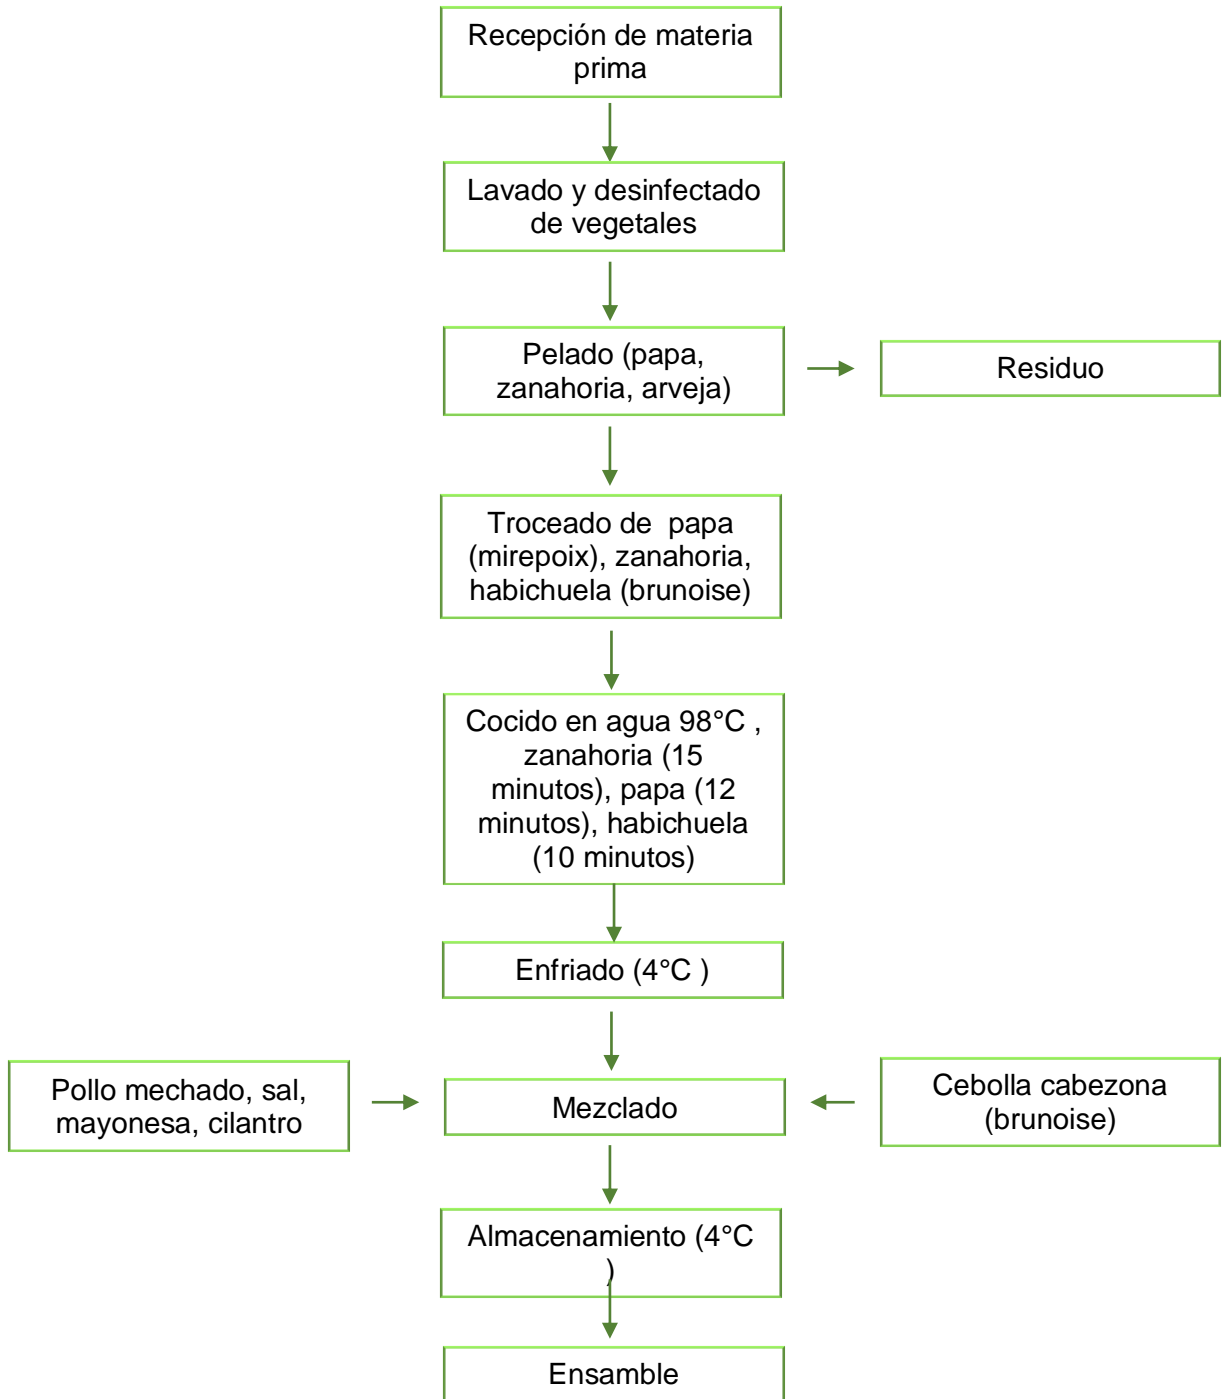 Recepción de materia
prima
Lavado y desinfectado
de vegetales
Pelado (papa,
zanahoria, arveja)
Residuo
Troceado de  papa
(mirepoix), zanahoria,
habichuela (brunoise)
Cocido en agua 98°C ,
zanahoria (15
minutos), papa (12
minutos), habichuela
(10 minutos)
Enfriado (4°C )
Pollo mechado, sal,
mayonesa, cilantro
Mezclado
Cebolla cabezona
(brunoise)
Almacenamiento (4°C
)
Ensamble